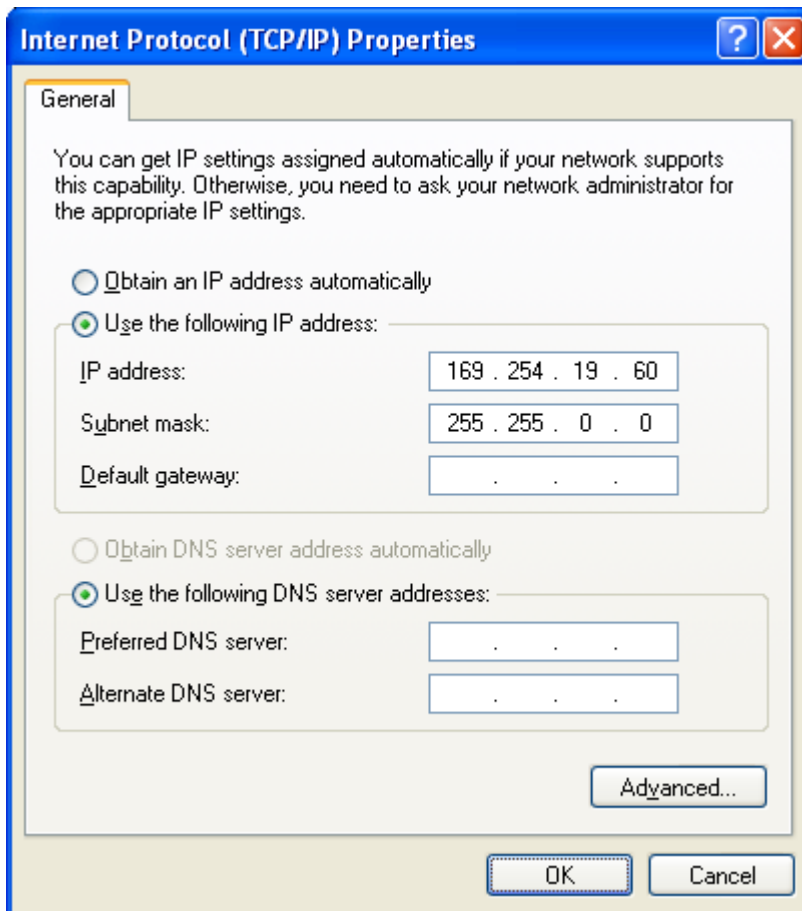 Internet Protocol (TCP/IP) Properties
General
You can get IP settings assigned automatically if your network supports
this capability. Otherwise, you need to ask your network administrator for
the appropriate IP settings.
Obtain an IP address automatically
Use the following IP address:
IP address: 169 . 254 . 19 . 60
Subnet mask: 255 . 255 . 0 . 0
Default gateway: . . .
Obtain DNS server address automatically
Use the following DNS server addresses:
Preferred DNS server: . . .
Alternate DNS server: . . .
Advanced...
OK Cancel